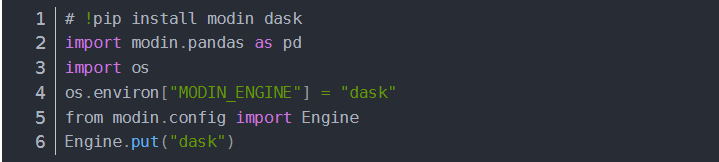 1 # !pip install modin dask
2 import modin.pandas as pd
3 import os
4 os.environ["MODIN_ENGINE"] = "dask"
5 from modin.config import Engine
6 Engine.put("dask")